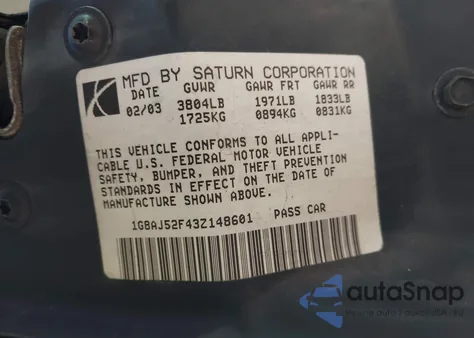 MFD BY SATURN CORPORATION
DATE GVWR GAWR FRT GAWR RR
02/03 3804LB 1971LB 1833LB
1725KG 0894KG 0831KG
THIS VEHICLE CONFORMS TO ALL APPLI-
CABLE U.S. FEDERAL MOTOR VEHICLE
SAFETY, BUMPER, AND THEFT PREVENTION
STANDARDS IN EFFECT ON THE DATE OF
MANUFACTURE SHOWN ABOVE.
1G8AJ52F43Z148601 PASS CAR
autoSnap